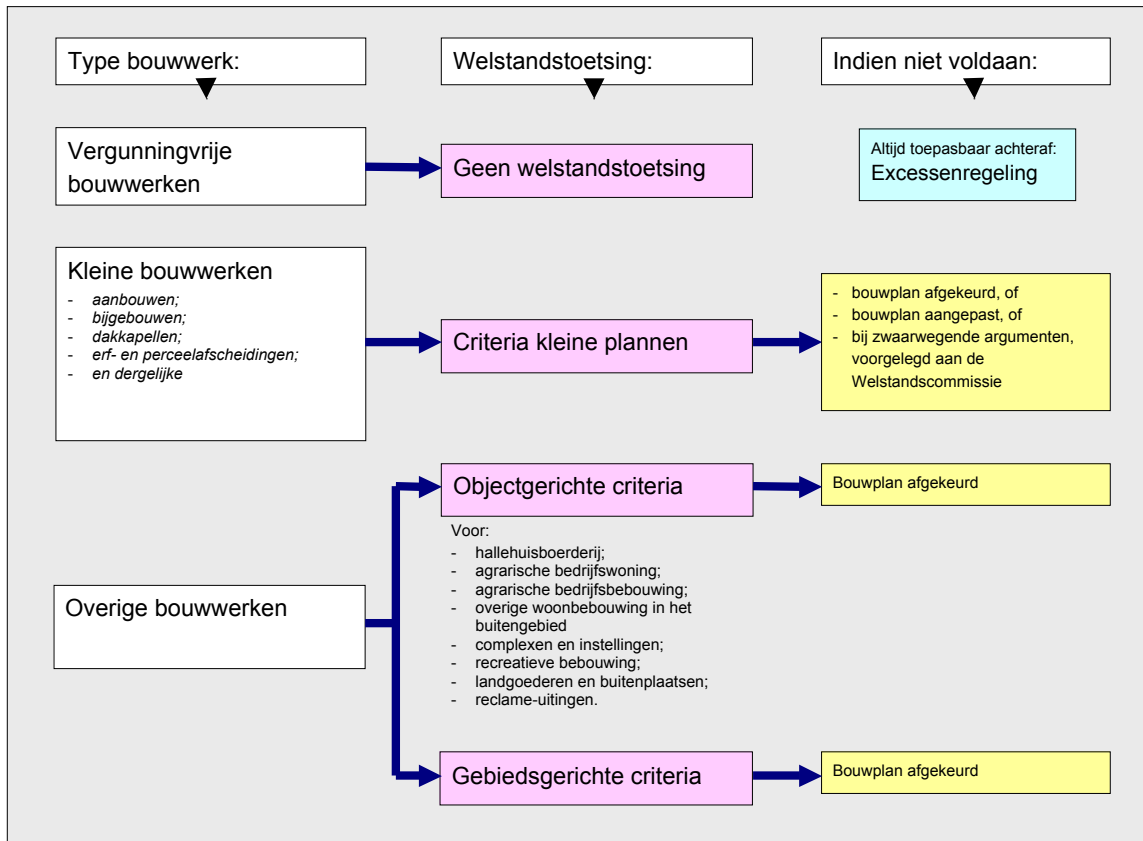 Type bouwwerk:
Welstandstoetsing:
Indien niet voldaan:
Vergunningvrije
bouwwerken
Geen welstandstoetsing
Altijd toepasbaar achteraf:
Excessenregeling
Kleine bouwwerken
- aanbouwen;
- bijgebouwen;
- dakkapellen;
- erf- en perceelafscheidingen;
- en dergelijke
Criteria kleine plannen
- bouwplan afgekeurd, of
- bouwplan aangepast, of
- bij zwaarwegende argumenten,
voorgelegd aan de
Welstandscommissie
Overige bouwwerken
Objectgerichte criteria
Bouwplan afgekeurd
Voor:
- hallehuisboerderij;
- agrarische bedrijfswoning;
- agrarische bedrijfsbebouwing;
- overige woonbebouwing in het
buitengebied
- complexen en instellingen;
- recreatieve bebouwing;
- landgoederen en buitenplaatsen;
- reclame-uitingen.
Gebiedsgerichte criteria
Bouwplan afgekeurd